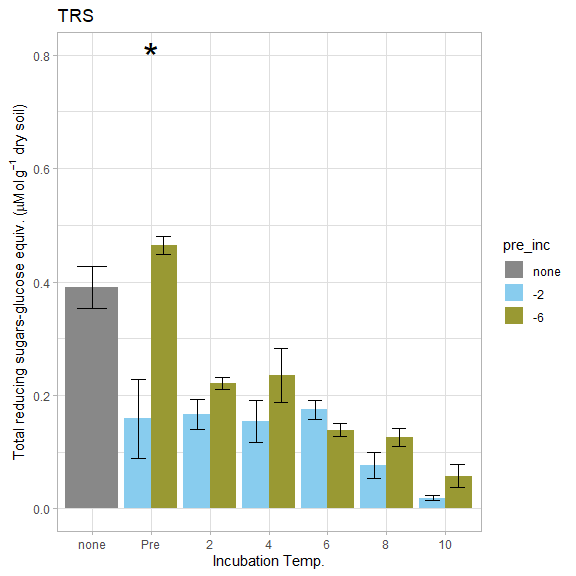 TRS
*
Total reducing sugars-glucose equiv. (μMol g⁻¹ dry soil)
0.8
0.6
0.4
0.2
0.0
none Pre 2 4 6 8 10
Incubation Temp.
pre_inc
none
-2
-6